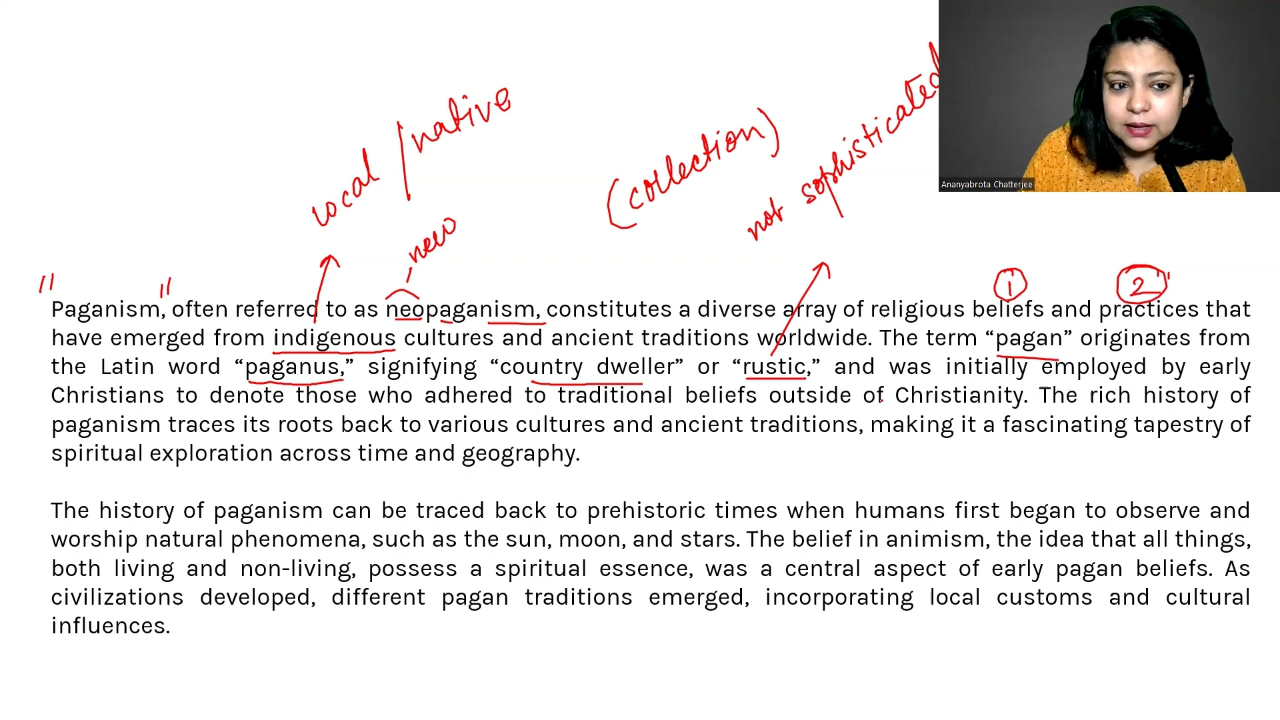 local / native
(collection)
not sophisticated
Ananyabrota Chatterjee
new
" " 1 2
Paganism, often referred to as neopaganism, constitutes a diverse array of religious beliefs and practices that
have emerged from indigenous cultures and ancient traditions worldwide. The term “pagan” originates from
the Latin word “paganus,” signifying “country dweller” or “rustic,” and was initially employed by early
Christians to denote those who adhered to traditional beliefs outside of Christianity. The rich history of
paganism traces its roots back to various cultures and ancient traditions, making it a fascinating tapestry of
spiritual exploration across time and geography.
The history of paganism can be traced back to prehistoric times when humans first began to observe and
worship natural phenomena, such as the sun, moon, and stars. The belief in animism, the idea that all things,
both living and non-living, possess a spiritual essence, was a central aspect of early pagan beliefs. As
civilizations developed, different pagan traditions emerged, incorporating local customs and cultural
influences.